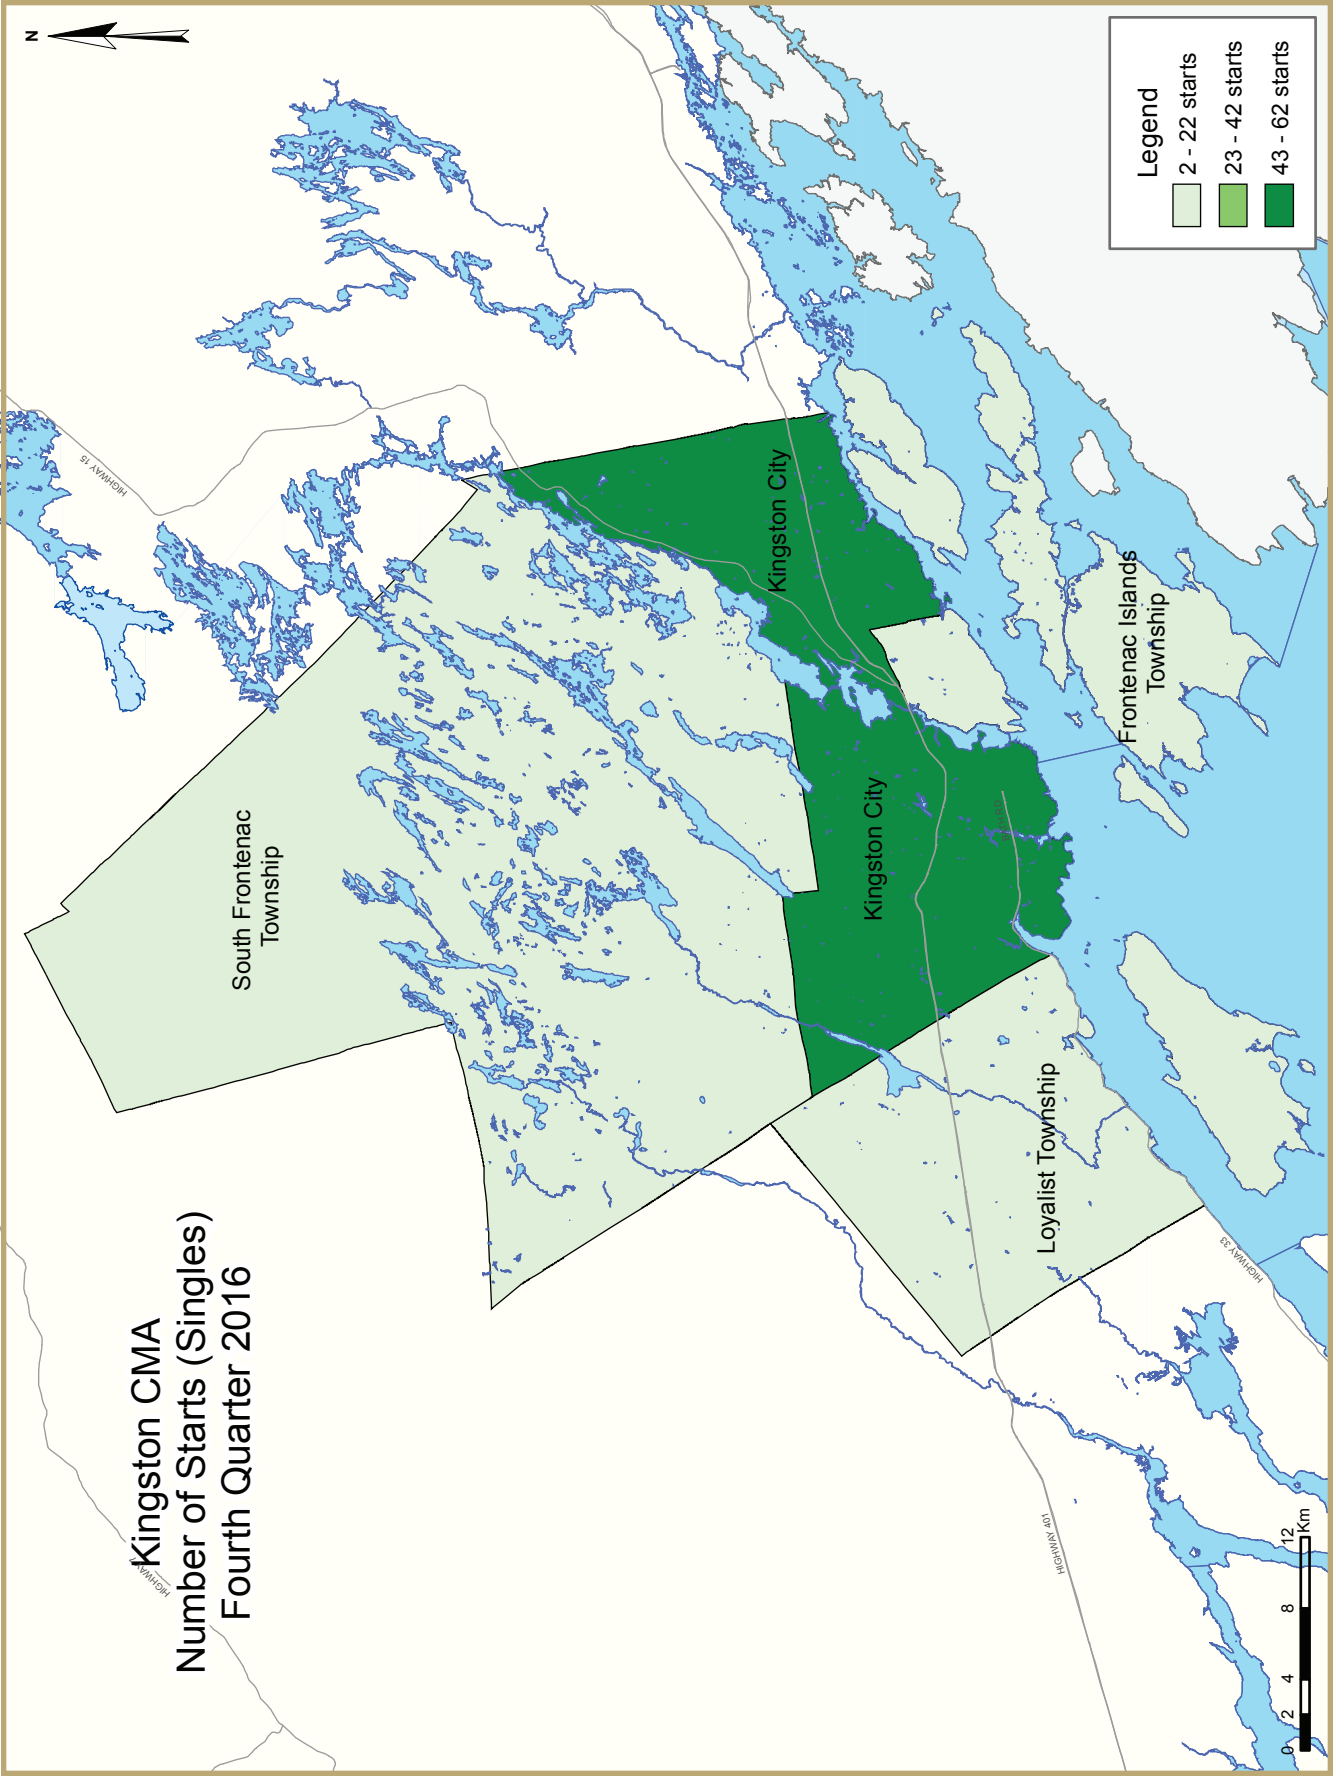 Kingston CMA
Number of Starts (Singles)
Fourth Quarter 2016
N
HIGHWAY 7
HIGHWAY 15
South Frontenac
Township
Kingston City
Kingston City
Loyalist Township
Frontenac Islands
Township
HIGHWAY 401
HIGHWAY 33
Legend
2 - 22 starts
23 - 42 starts
43 - 62 starts
0 2 4 8 12
Km